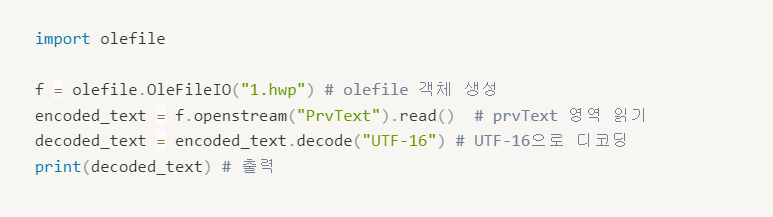 import olefile
f = olefile.OleFileIO("1.hwp") # olefile 객체 생성
encoded_text = f.openstream("PrvText").read()  # prvText 영역 읽기
decoded_text = encoded_text.decode("UTF-16") # UTF-16으로 디코딩
print(decoded_text) # 출력